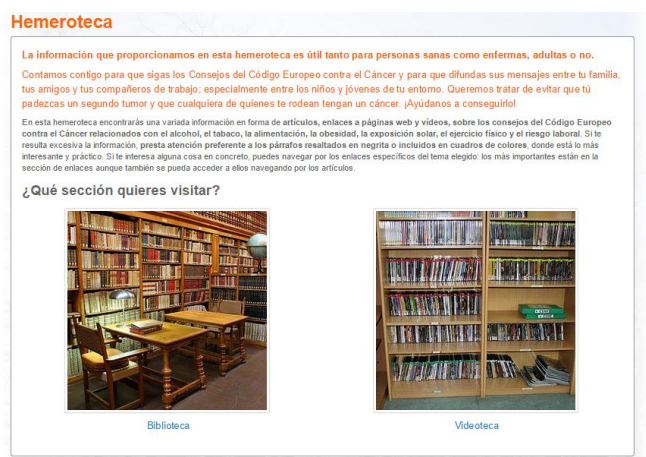 Hemeroteca
La información que proporcionamos en esta hemeroteca es útil tanto para personas sanas como enfermas, adultas o no.
Contamos contigo para que sigas los Consejos del Código Europeo contra el Cáncer y para que difundas sus mensajes entre tu familia,
tus amigos y tus compañeros de trabajo; especialmente entre los niños y jóvenes de tu entorno. Queremos tratar de evitar que tú
padezcas un segundo tumor y que cualquiera de quienes te rodean tengan un cáncer. ¡Ayúdanos a conseguirlo!
En esta hemeroteca encontrarás una variada información en forma de artículos, enlaces a páginas web y vídeos, sobre los consejos del Código Europeo
contra el Cáncer relacionados con el alcohol, el tabaco, la alimentación, la obesidad, la exposición solar, el ejercicio físico y el riesgo laboral. Si te
resulta excesiva la información, presta atención preferente a los párrafos resaltados en negrita o incluidos en cuadros de colores, donde está lo más
interesante y práctico. Si te interesa alguna cosa en concreto, puedes navegar por los enlaces específicos del tema elegido: los más importantes están en la
sección de enlaces aunque también se pueda acceder a ellos navegando por los artículos.
¿Qué sección quieres visitar?
Biblioteca
Videoteca